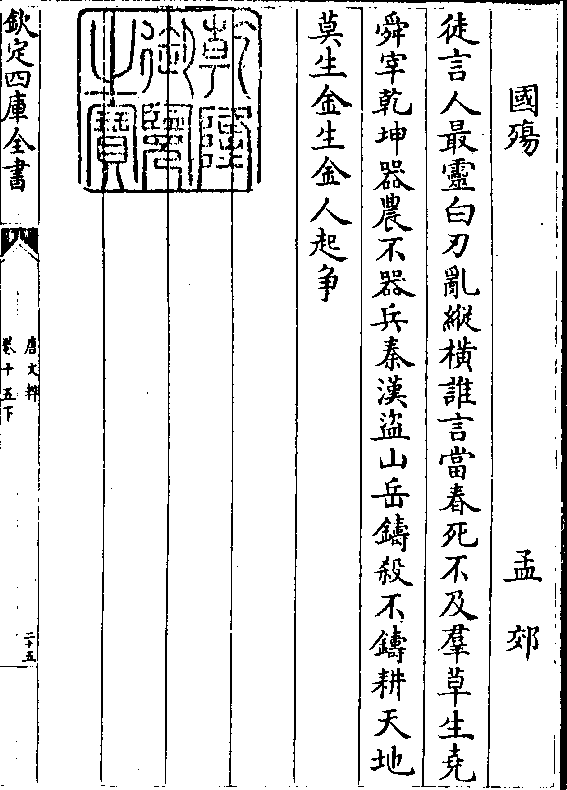 國殤　孟郊
徒言人最靈白刃亂縱橫誰言當春死不及羣草生堯
舜宰乾坤器農不器兵秦漢盜山岳鑄殺不鑄耕天地
莫生金生金人起爭
乾隆御覽之寶
欽定四庫全書
唐文粹
卷十五下
二十五